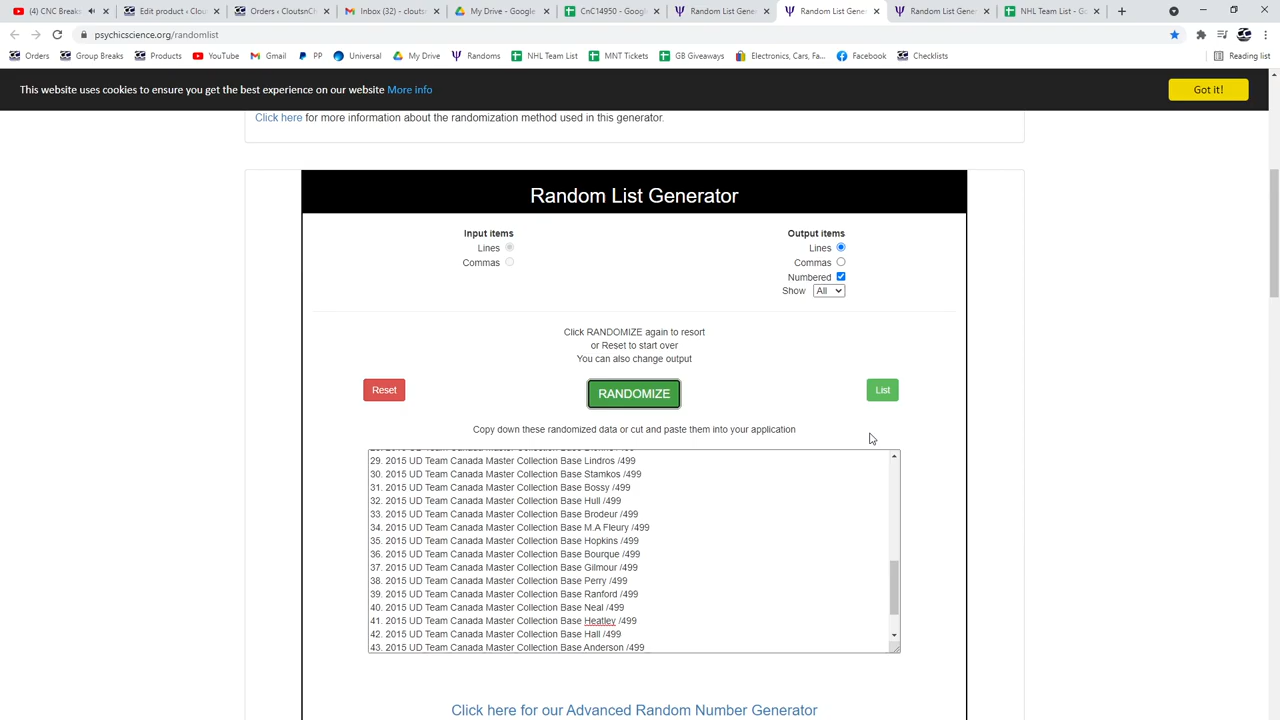 (4) CNC Breaks
Edit product ‹ Clou
Orders ‹ CloutsnC
Inbox (32) - clouts
My Drive - Google
CnC14950 - Google
Random List Gene
Random List Gener
Random List Gene
NHL Team List - Go
psychicscience.org/randomlist
Orders
Group Breaks
Products
YouTube
Gmail
PP
Universal
My Drive
Randoms
NHL Team List
MNT Tickets
GB Giveaways
Electronics, Cars, Fa...
Facebook
Checklists
Reading list
This website uses cookies to ensure you get the best experience on our website More info
Got it!
Click here for more information about the randomization method used in this generator.
Random List Generator
Input items
Lines
Commas
Output items
Lines
Commas
Numbered
Show All
Click RANDOMIZE again to resort
or Reset to start over
You can also change output
Reset
RANDOMIZE
List
Copy down these randomized data or cut and paste them into your application
29. 2015 UD Team Canada Master Collection Base Lindros /499
30. 2015 UD Team Canada Master Collection Base Stamkos /499
31. 2015 UD Team Canada Master Collection Base Bossy /499
32. 2015 UD Team Canada Master Collection Base Hull /499
33. 2015 UD Team Canada Master Collection Base Brodeur /499
34. 2015 UD Team Canada Master Collection Base M.A Fleury /499
35. 2015 UD Team Canada Master Collection Base Hopkins /499
36. 2015 UD Team Canada Master Collection Base Bourque /499
37. 2015 UD Team Canada Master Collection Base Gilmour /499
38. 2015 UD Team Canada Master Collection Base Perry /499
39. 2015 UD Team Canada Master Collection Base Ranford /499
40. 2015 UD Team Canada Master Collection Base Neal /499
41. 2015 UD Team Canada Master Collection Base Heatley /499
42. 2015 UD Team Canada Master Collection Base Hall /499
43. 2015 UD Team Canada Master Collection Base Anderson /499
Click here for our Advanced Random Number Generator